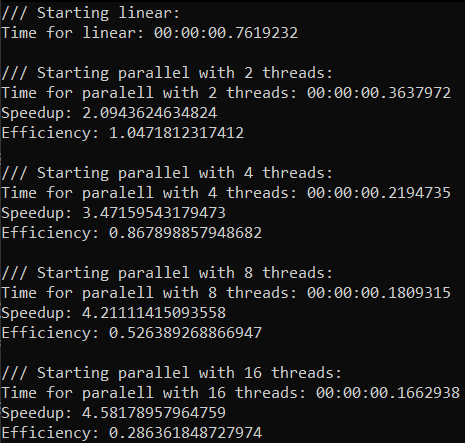 /// Starting linear:
Time for linear: 00:00:00.7619232
/// Starting parallel with 2 threads:
Time for paralell with 2 threads: 00:00:00.3637972
Speedup: 2.0943624634824
Efficiency: 1.0471812317412
/// Starting parallel with 4 threads:
Time for paralell with 4 threads: 00:00:00.2194735
Speedup: 3.47159543179473
Efficiency: 0.867898857948682
/// Starting parallel with 8 threads:
Time for paralell with 8 threads: 00:00:00.1809315
Speedup: 4.21111415093558
Efficiency: 0.526389268866947
/// Starting parallel with 16 threads:
Time for paralell with 16 threads: 00:00:00.1662938
Speedup: 4.58178957964759
Efficiency: 0.286361848727974